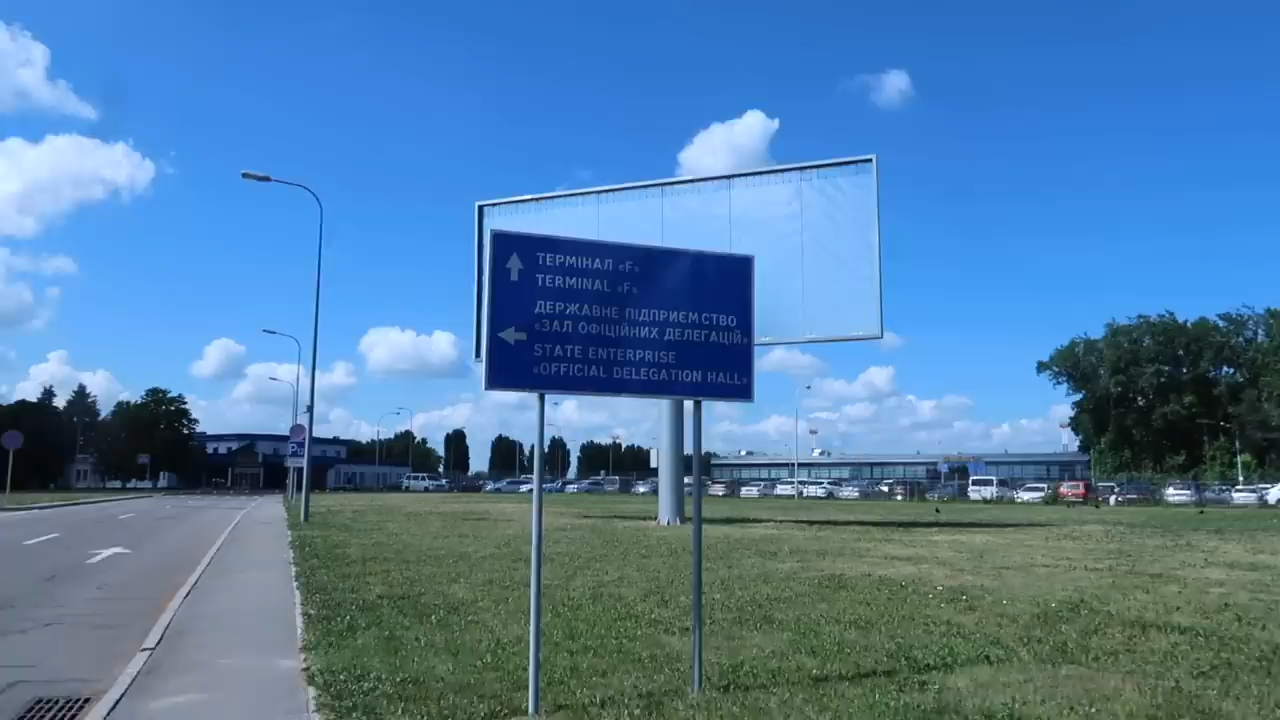 ТЕРМІНАЛ «F»
TERMINAL «F»
ДЕРЖАВНЕ ПІДПРИЄМСТВО
«ЗАЛ ОФІЦІЙНИХ ДЕЛЕГАЦІЙ»
STATE ENTERPRISE
«OFFICIAL DELEGATION HALL»